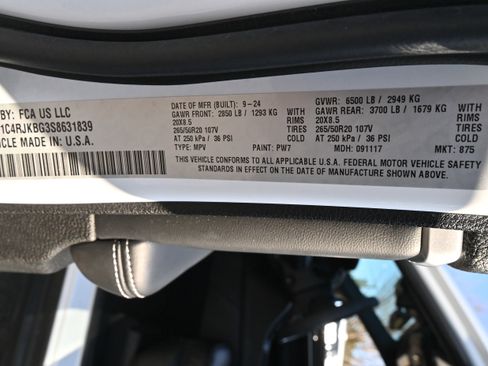 BY: FCA US LLC
1C4RJKBG3S8631839
ICLE MADE IN: U.S.A.
DATE OF MFR (BUILT): 9-24
GAWR FRONT: 2850 LB / 1293 KG WITH
20X8.5 RIMS
265/50R20 107V TIRES
AT 250 kPa / 36 PSI COLD
TYPE: MPV PAINT: PW7
GVWR: 6500 LB / 2949 KG
GAWR REAR: 3700 LB / 1679 KG WITH
20X8.5 RIMS
265/50R20 107V TIRES
AT 250 kPa / 36 PSI COLD
MDH: 091117 MKT: 875
THIS VEHICLE CONFORMS TO ALL APPLICABLE U.S.A. FEDERAL MOTOR VEHICLE SAFETY
STANDARDS IN EFFECT ON THE DATE OF MANUFACTURE SHOWN ABOVE.